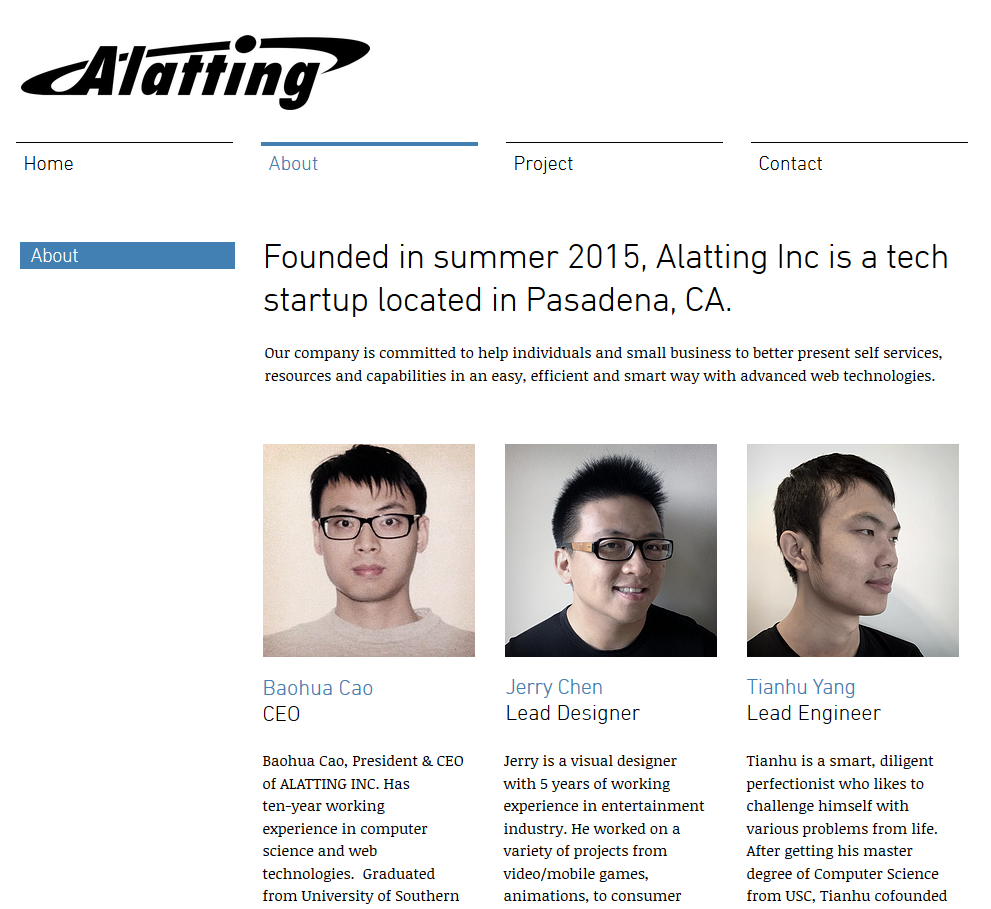 Alatting
Home
About
Project
Contact
About
Founded in summer 2015, Alatting Inc is a tech
startup located in Pasadena, CA.
Our company is committed to help individuals and small business to better present self services,
resources and capabilities in an easy, efficient and smart way with advanced web technologies.
Baohua Cao
CEO
Baohua Cao, President & CEO
of ALATTING INC. Has
ten-year working
experience in computer
science and web
technologies.  Graduated
from University of Southern
Jerry Chen
Lead Designer
Jerry is a visual designer
with 5 years of working
experience in entertainment
industry. He worked on a
variety of projects from
video/mobile games,
animations, to consumer
Tianhu Yang
Lead Engineer
Tianhu is a smart, diligent
perfectionist who likes to
challenge himself with
various problems from life.
After getting his master
degree of Computer Science
from USC, Tianhu cofounded